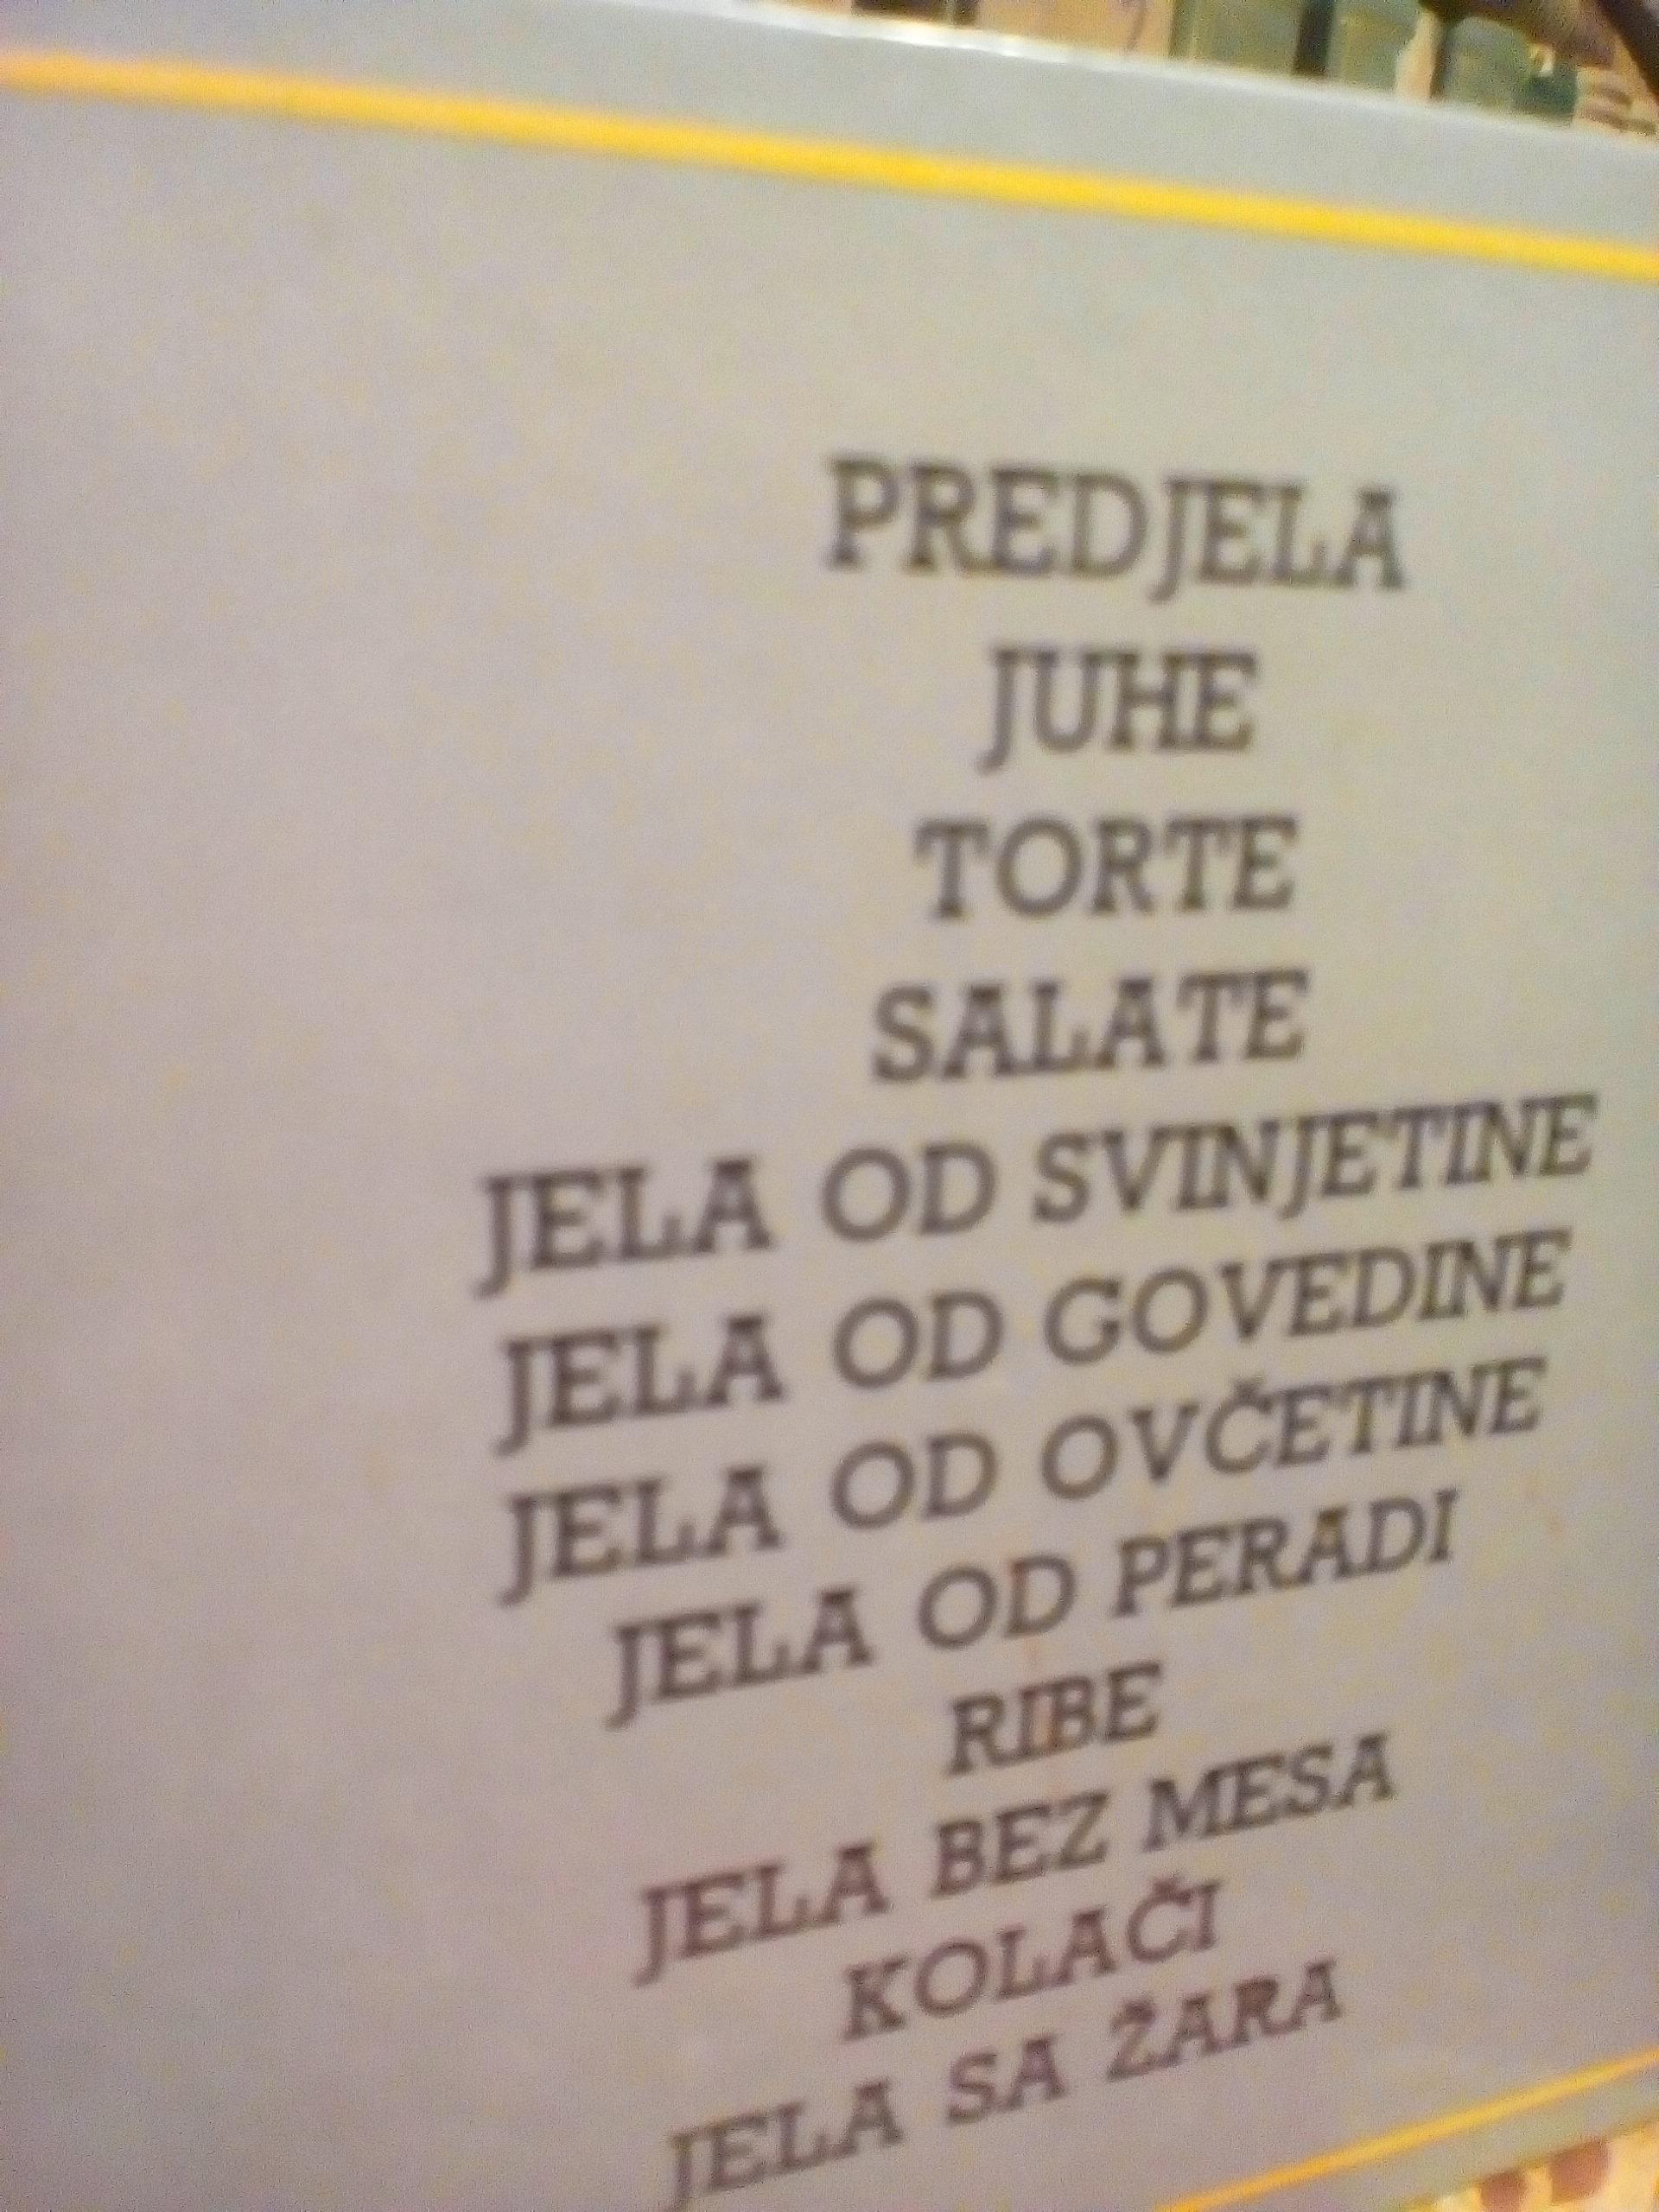 PREDJELA
JUHE
TORTE
SALATE
JELA OD SVINJETINE
JELA OD GOVEDINE
JELA OD OVČETINE
JELA OD PERADI
RIBE
JELA BEZ MESA
KOLAČI
JELA SA ŽARA